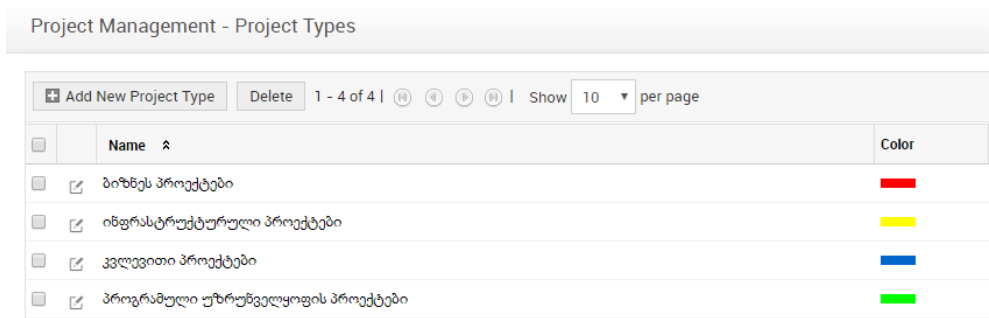 Project Management - Project Types
Add New Project Type Delete 1 - 4 of 4 | | Show 10 per page
Name Color
ბიზნეს პროექტები
ინფრასტრუქტურული პროექტები
კვლევითი პროექტები
პროგრამული უზრუნველყოფის პროექტები